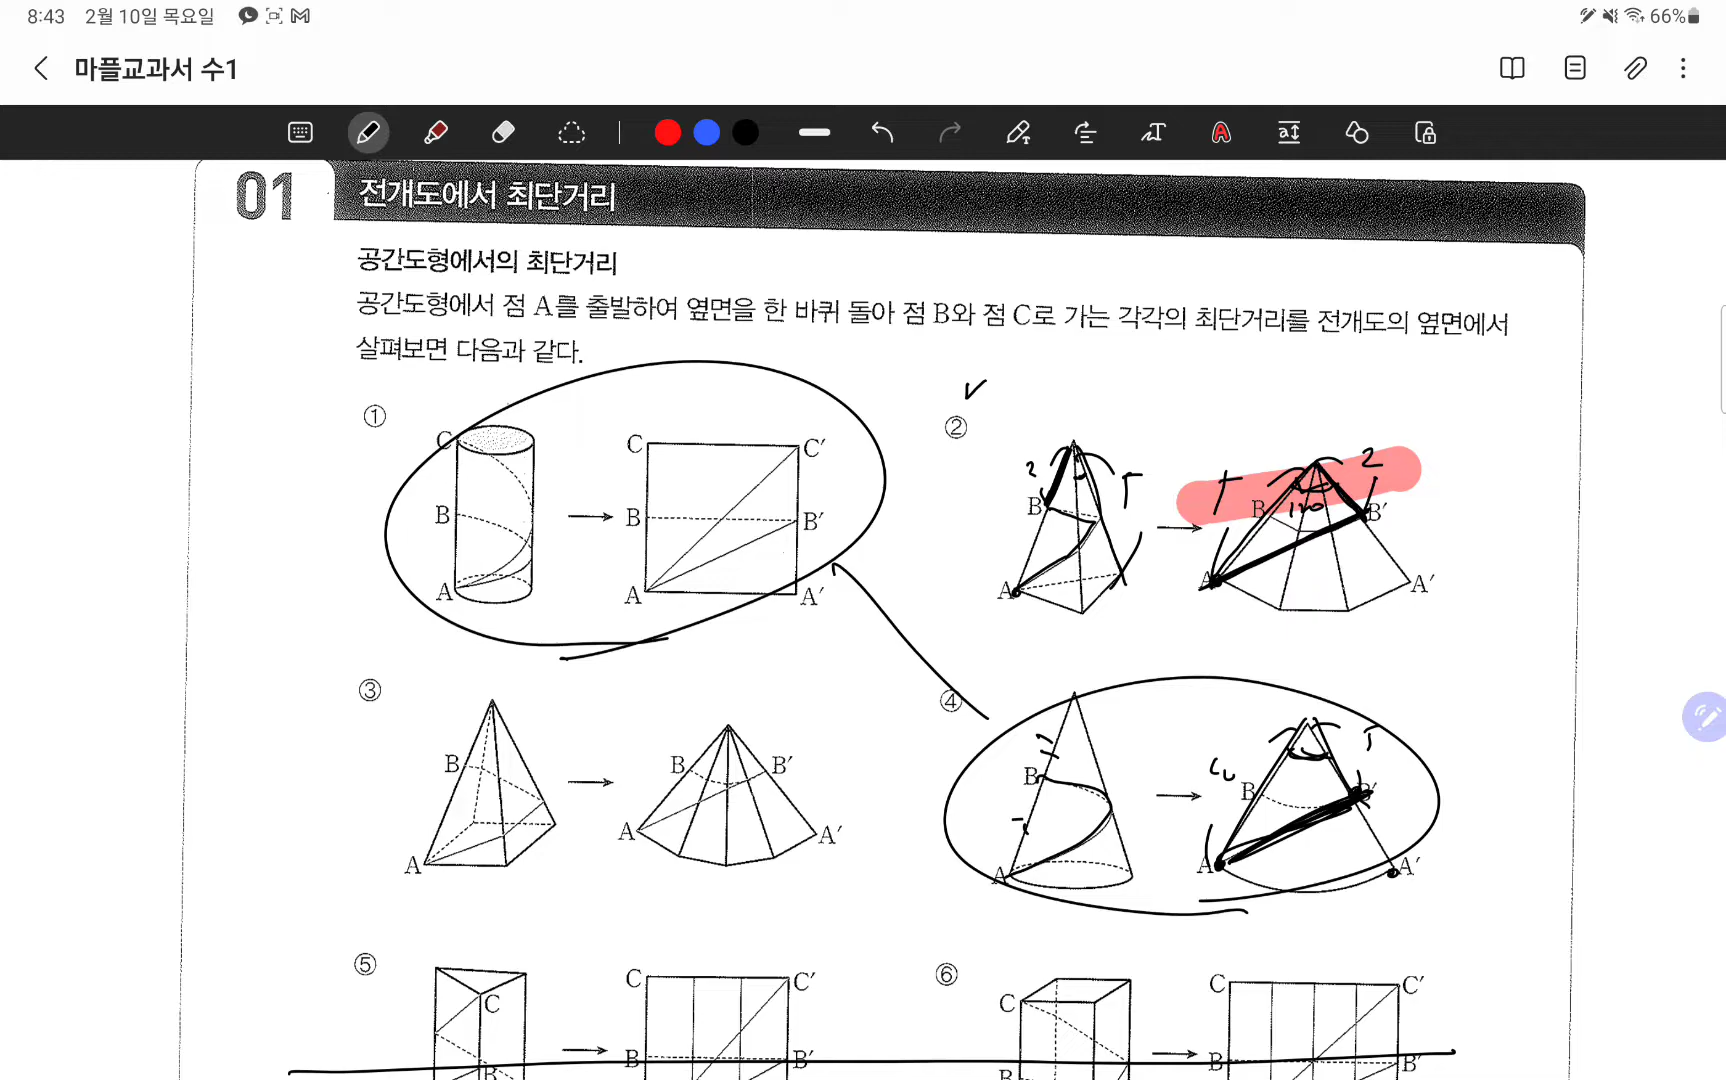 8:43 2월 10일 목요일
66%
마플교과서 수1
01 전개도에서 최단거리
공간도형에서의 최단거리
공간도형에서 점 A를 출발하여 옆면을 한 바퀴 돌아 점 B와 점 C로 가는 각각의 최단거리를 전개도의 옆면에서
살펴보면 다음과 같다.
①
C
B
A
C C′
B B′
A A′
②
2
B
A
2
120
B B′
A A′
③
B
A
B B′
A A′
④
B
A
B B′
A A′
⑤
C
B
C C′
B B′
⑥
C
B
C C′
B B′